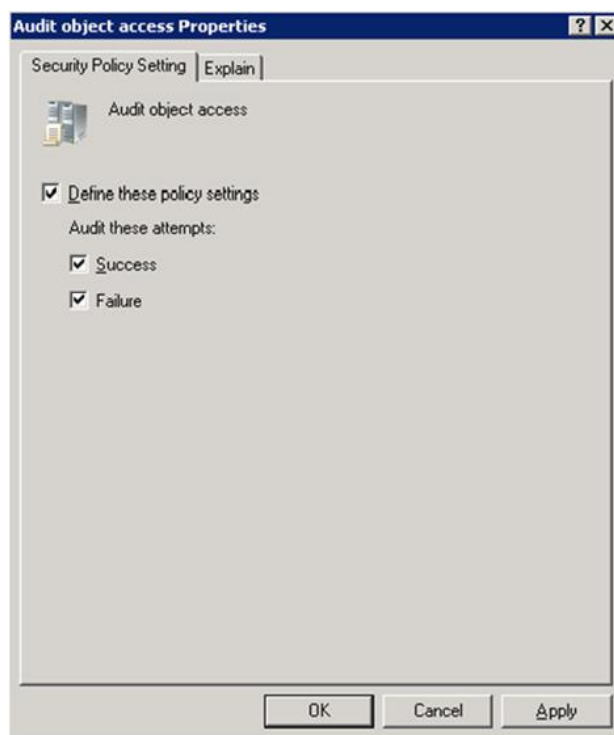 Audit object access Properties
Security Policy Setting Explain
Audit object access
Define these policy settings
Audit these attempts:
Success
Failure
OK Cancel Apply